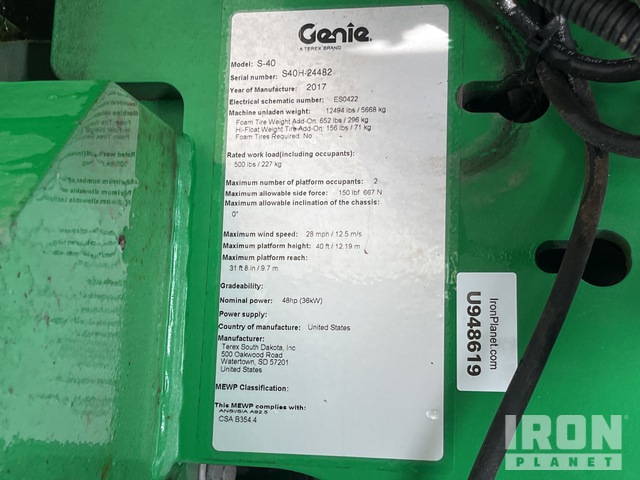 Genie
A TEREX BRAND
Model: S-40
Serial number: S40H-24482
Year of Manufacture: 2017
Electrical schematic number: ES0422
Machine unladen weight: 12494 lbs / 5668 kg
Foam Tire Weight Add-On: 652 lbs / 296 kg
Hi-Float Weight Tire Add-On: 156 lbs / 71 kg
Foam Tires Required: No
Rated work load(including occupants):
500 lbs / 227 kg
Maximum number of platform occupants: 2
Maximum allowable side force: 150 lbf 667 N
Maximum allowable inclination of the chassis:
0°
Maximum wind speed: 28 mph / 12.5 m/s
Maximum platform height: 40 ft / 12.19 m
Maximum platform reach:
31 ft 8 in / 9.7 m
Gradeability:
Nominal power: 48hp (36kW)
Power supply:
Country of manufacture: United States
Manufacturer:
Terex South Dakota, Inc
500 Oakwood Road
Watertown, SD 57201
United States
MEWP Classification:
This MEWP complies with:
ANSI/SIA A92.5
CSA B354.4
IronPlanet.com
U948619
IRON
PLANET